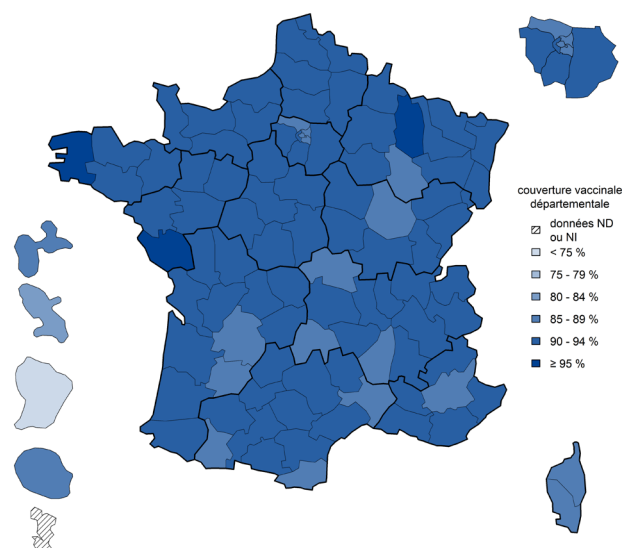 couverture vaccinale
départementale
données ND
ou NI
< 75 %
75 - 79 %
80 - 84 %
85 - 89 %
90 - 94 %
≥ 95 %